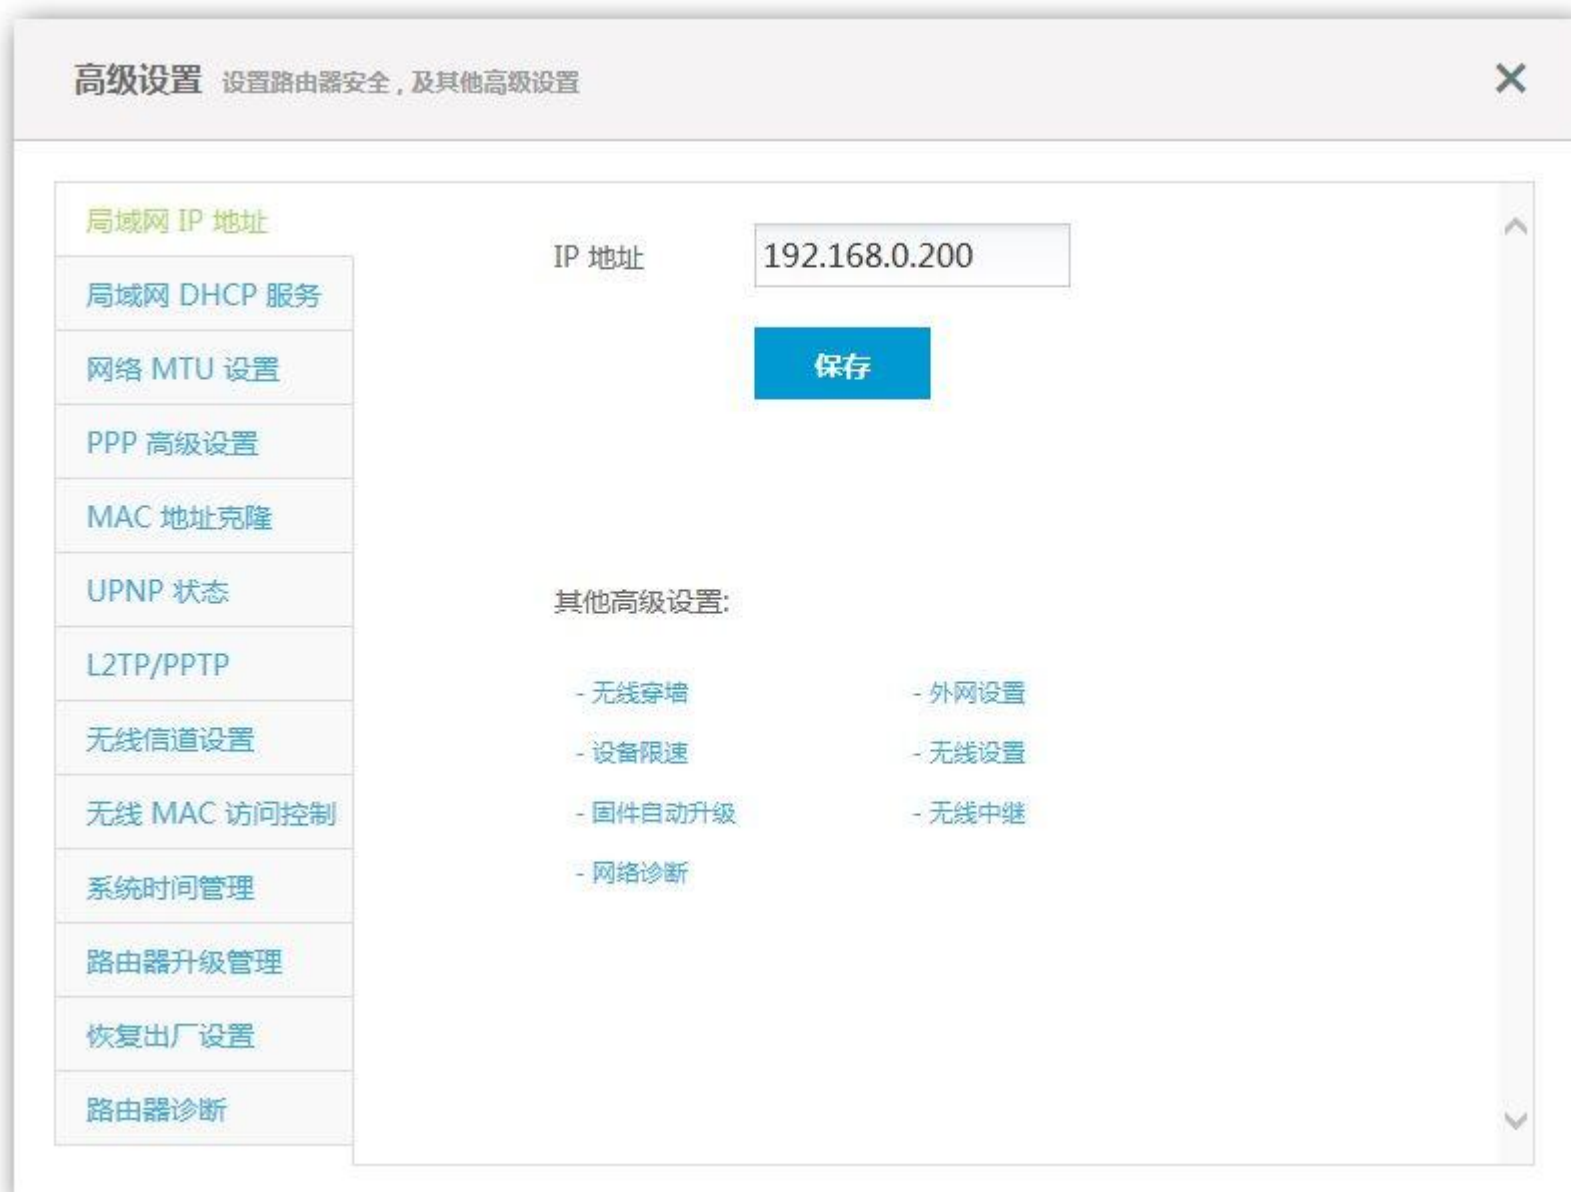 高级设置 设置路由器安全，及其他高级设置
局域网 IP 地址
局域网 DHCP 服务
网络 MTU 设置
PPP 高级设置
MAC 地址克隆
UPNP 状态
L2TP/PPTP
无线信道设置
无线 MAC 访问控制
系统时间管理
路由器升级管理
恢复出厂设置
路由器诊断
IP 地址 192.168.0.200
保存
其他高级设置:
- 无线穿墙 - 外网设置
- 设备限速 - 无线设置
- 固件自动升级 - 无线中继
- 网络诊断